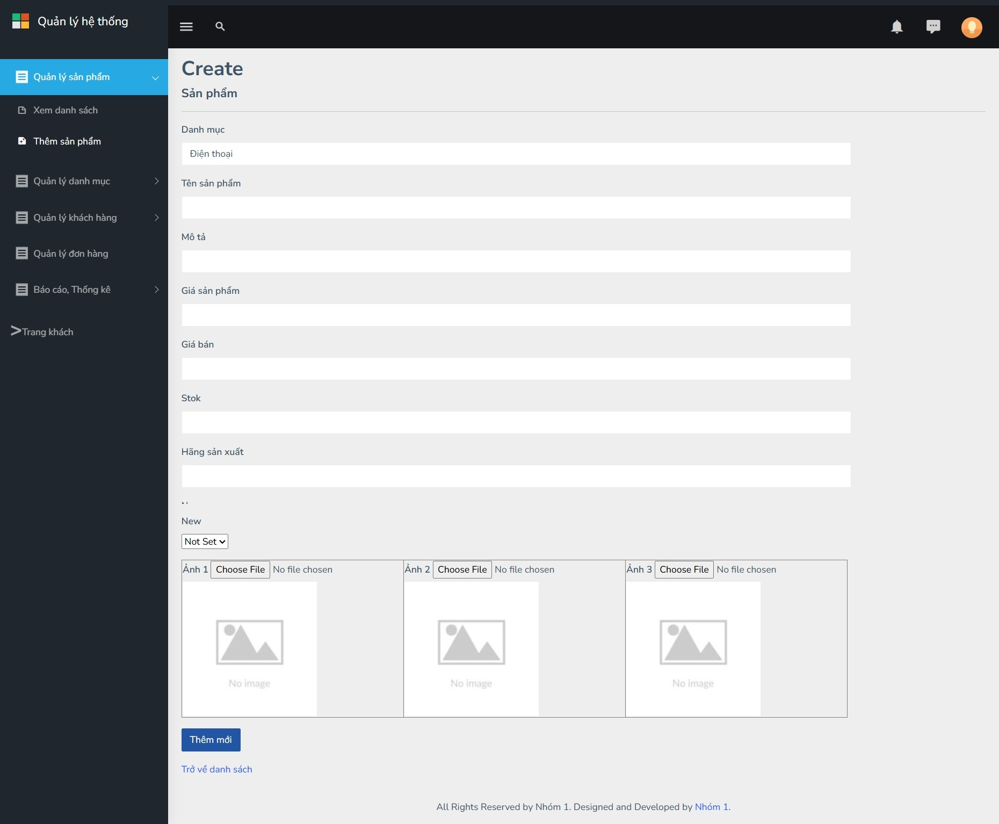 Quản lý hệ thống
Quản lý sản phẩm
Xem danh sách
Thêm sản phẩm
Quản lý danh mục
Quản lý khách hàng
Quản lý đơn hàng
Báo cáo, Thống kê
>Trang khách
Create
Sản phẩm
Danh mục
Điện thoại
Tên sản phẩm
Mô tả
Giá sản phẩm
Giá bán
Stok
Hãng sản xuất
New
Not Set
Ảnh 1 Choose File No file chosen
Ảnh 2 Choose File No file chosen
Ảnh 3 Choose File No file chosen
No image
No image
No image
Thêm mới
Trở về danh sách
All Rights Reserved by Nhóm 1. Designed and Developed by Nhóm 1.